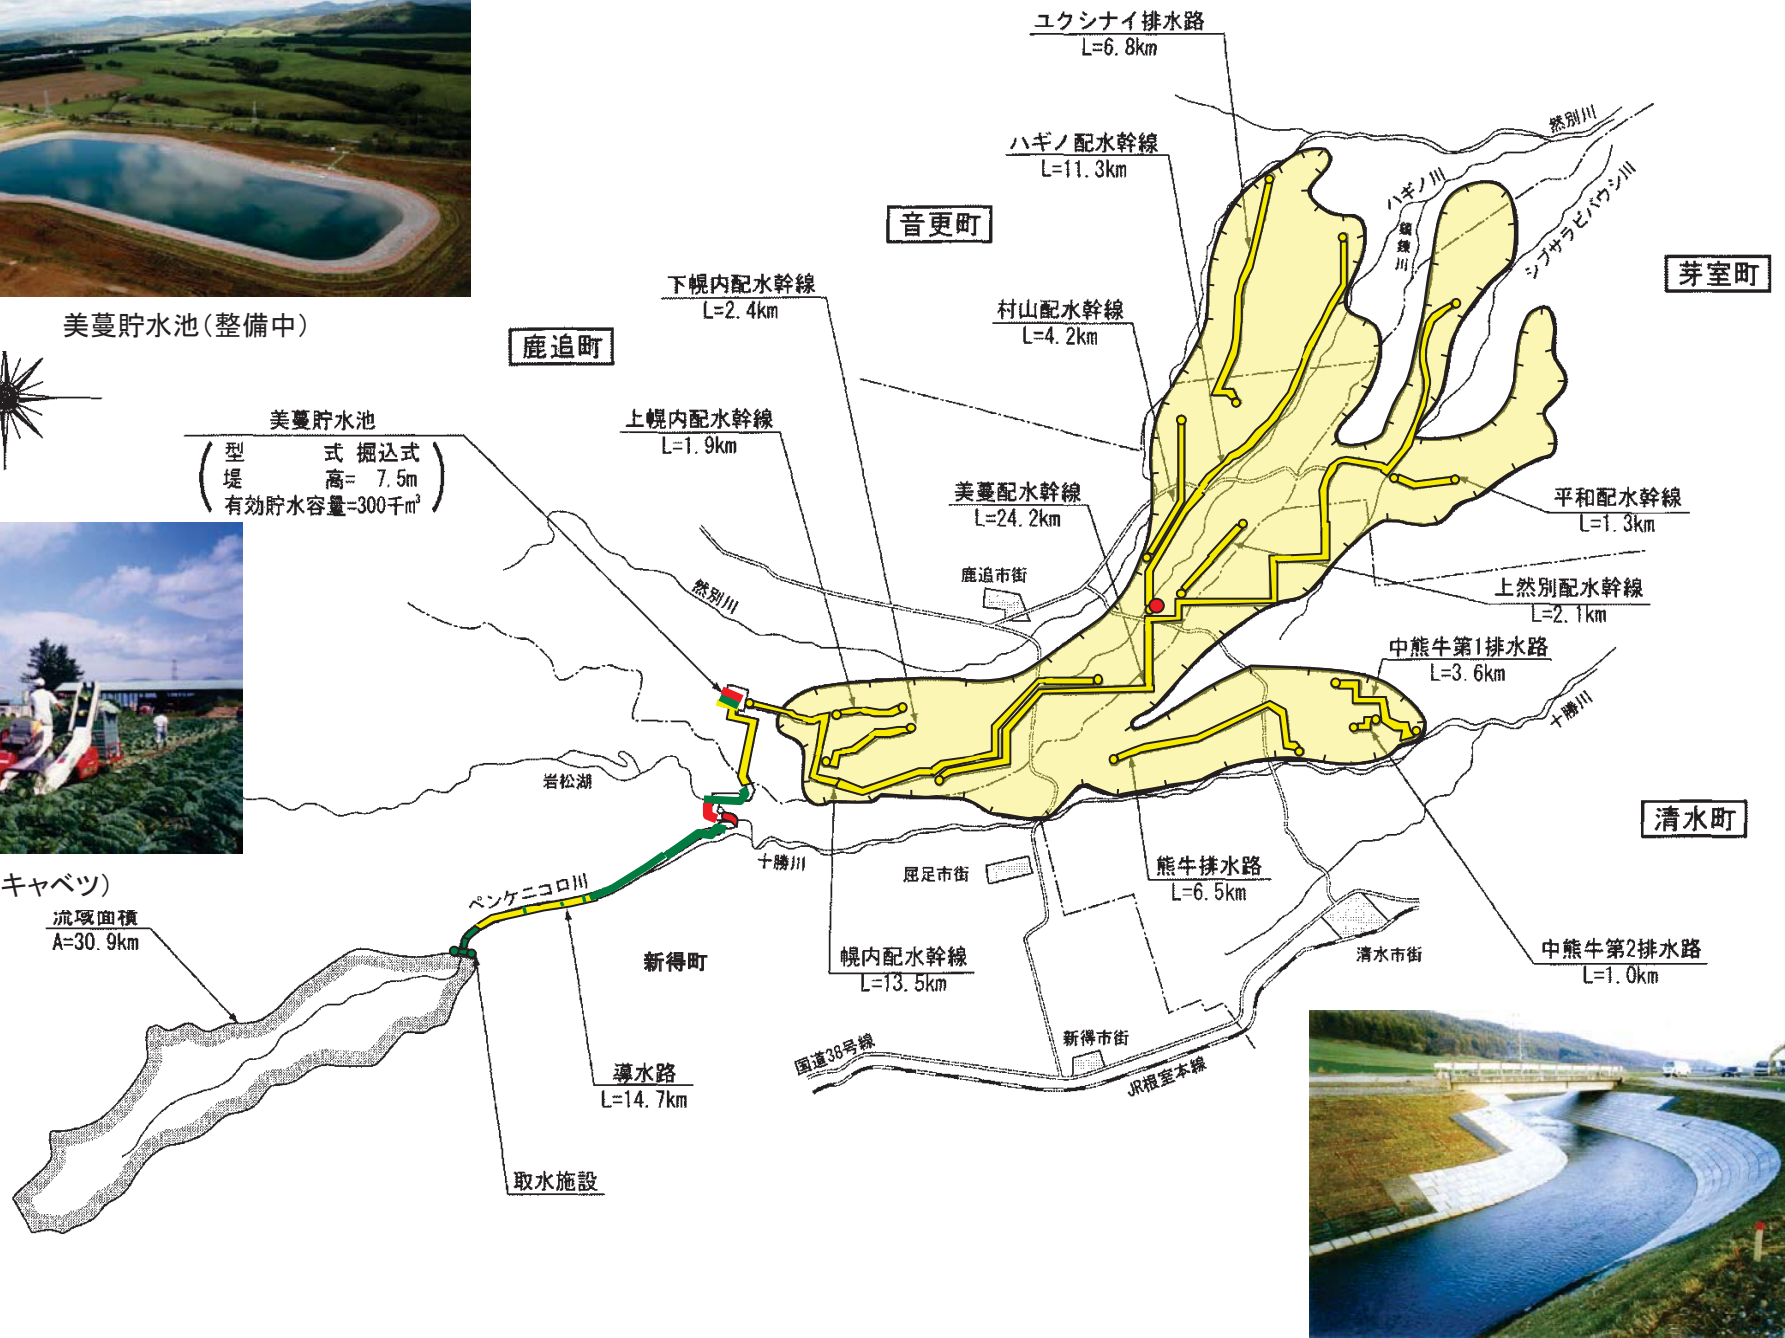 ユクシナイ排水路
L=6.8km
ハギノ配水幹線
L=11.3km
然別川
ハギノ川
シブサラビバウシ川
音更町
芽室町
下幌内配水幹線
L=2.4km
村山配水幹線
L=4.2km
美蔓貯水池(整備中)
鹿追町
美蔓貯水池
型 式 掘込式
堤 高= 7.5m
有効貯水容量=300千m³
上幌内配水幹線
L=1.9km
美蔓配水幹線
L=24.2km
平和配水幹線
L=1.3km
鹿追市街
然別川
上然別配水幹線
L=2.1km
中熊牛第1排水路
L=3.6km
十勝川
岩松湖
清水町
十勝川
屈足市街
熊牛排水路
L=6.5km
キャベツ)
流域面積
A=30.9km
ペンケニコロ川
新得町
幌内配水幹線
L=13.5km
清水市街
中熊牛第2排水路
L=1.0km
新得市街
国道38号線
JR根室本線
導水路
L=14.7km
取水施設